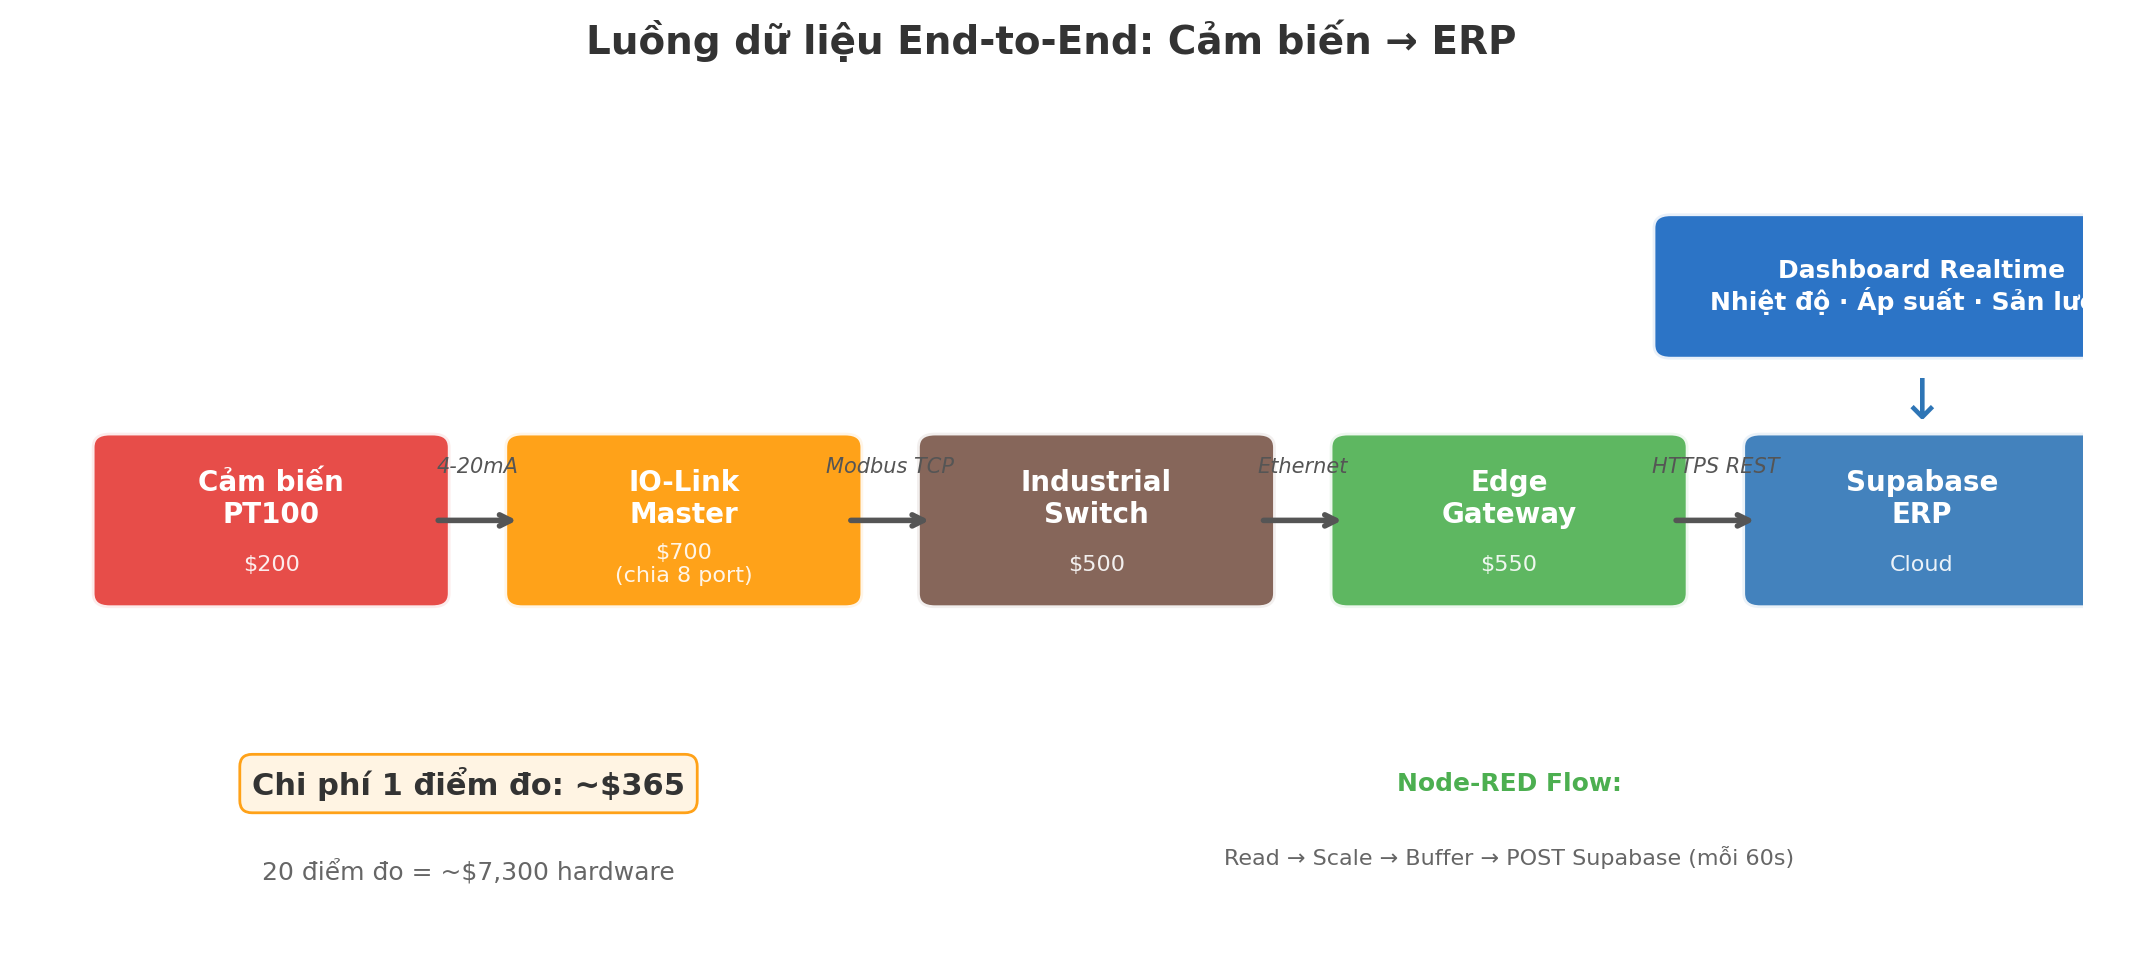 Luồng dữ liệu End-to-End: Cảm biến → ERP
Dashboard Realtime
Nhiệt độ · Áp suất · Sản
↓
4-20mA
Modbus TCP
Ethernet
HTTPS REST
Cảm biến
PT100
$200
IO-Link
Master
$700
(chia 8 port)
Industrial
Switch
$500
Edge
Gateway
$550
Supabase
ERP
Cloud
Chi phí 1 điểm đo: ~$365
20 điểm đo = ~$7,300 hardware
Node-RED Flow:
Read → Scale → Buffer → POST Supabase (mỗi 60s)